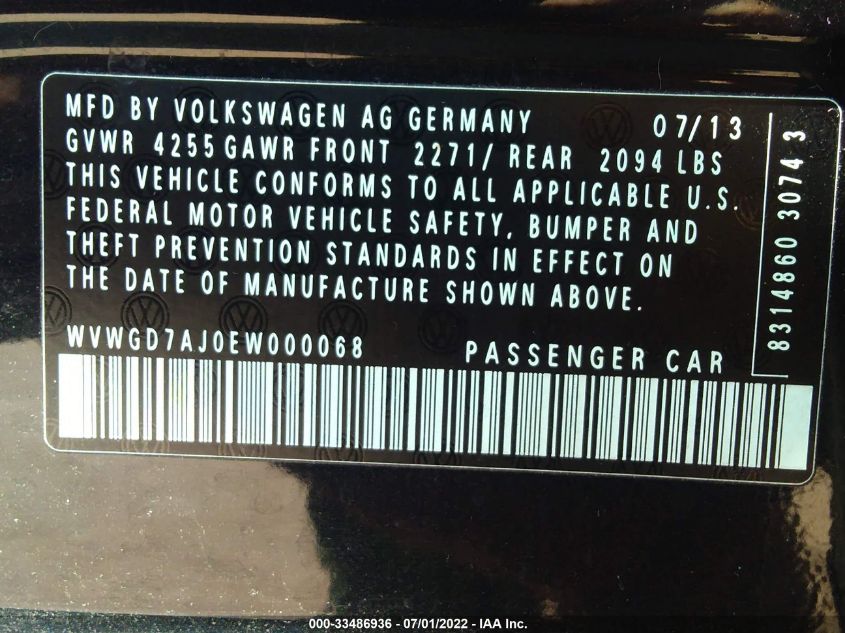 MFD BY VOLKSWAGEN AG GERMANY 07/13
GVWR 4255 GAWR FRONT 2271/ REAR 2094 LBS
THIS VEHICLE CONFORMS TO ALL APPLICABLE U.S.
FEDERAL MOTOR VEHICLE SAFETY, BUMPER AND
THEFT PREVENTION STANDARDS IN EFFECT ON
THE DATE OF MANUFACTURE SHOWN ABOVE.
WVWGD7AJ0EW000068 PASSENGER CAR
8314860 3074 3
000-33486936 - 07/01/2022 - IAA Inc.